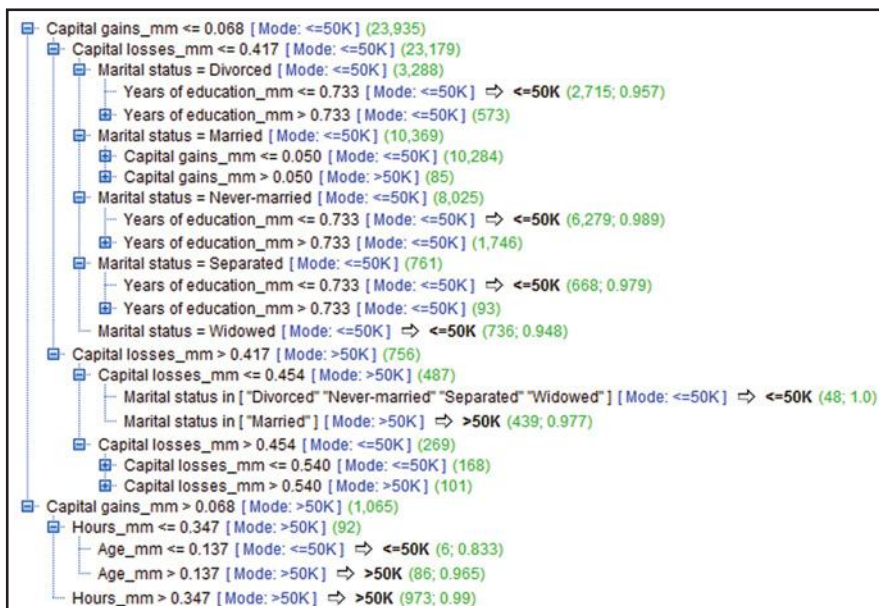 Capital gains_mm <= 0.068 [Mode: <=50K] (23,935)
Capital losses_mm <= 0.417 [Mode: <=50K] (23,179)
Marital status = Divorced [Mode: <=50K] (3,288)
Years of education_mm <= 0.733 [Mode: <=50K] ⇨ <=50K (2,715; 0.957)
Years of education_mm > 0.733 [Mode: <=50K] (573)
Marital status = Married [Mode: <=50K] (10,369)
Capital gains_mm <= 0.050 [Mode: <=50K] (10,284)
Capital gains_mm > 0.050 [Mode: >50K] (85)
Marital status = Never-married [Mode: <=50K] (8,025)
Years of education_mm <= 0.733 [Mode: <=50K] ⇨ <=50K (6,279; 0.989)
Years of education_mm > 0.733 [Mode: <=50K] (1,746)
Marital status = Separated [Mode: <=50K] (761)
Years of education_mm <= 0.733 [Mode: <=50K] ⇨ <=50K (668; 0.979)
Years of education_mm > 0.733 [Mode: <=50K] (93)
Marital status = Widowed [Mode: <=50K] ⇨ <=50K (736; 0.948)
Capital losses_mm > 0.417 [Mode: >50K] (756)
Capital losses_mm <= 0.454 [Mode: >50K] (487)
Marital status in ["Divorced" "Never-married" "Separated" "Widowed"] [Mode: <=50K] ⇨ <=50K (48; 1.0)
Marital status in ["Married"] [Mode: >50K] ⇨ >50K (439; 0.977)
Capital losses_mm > 0.454 [Mode: <=50K] (269)
Capital losses_mm <= 0.540 [Mode: <=50K] (168)
Capital losses_mm > 0.540 [Mode: >50K] (101)
Capital gains_mm > 0.068 [Mode: >50K] (1,065)
Hours_mm <= 0.347 [Mode: >50K] (92)
Age_mm <= 0.137 [Mode: <=50K] ⇨ <=50K (6; 0.833)
Age_mm > 0.137 [Mode: >50K] ⇨ >50K (86; 0.965)
Hours_mm > 0.347 [Mode: >50K] ⇨ >50K (973; 0.99)